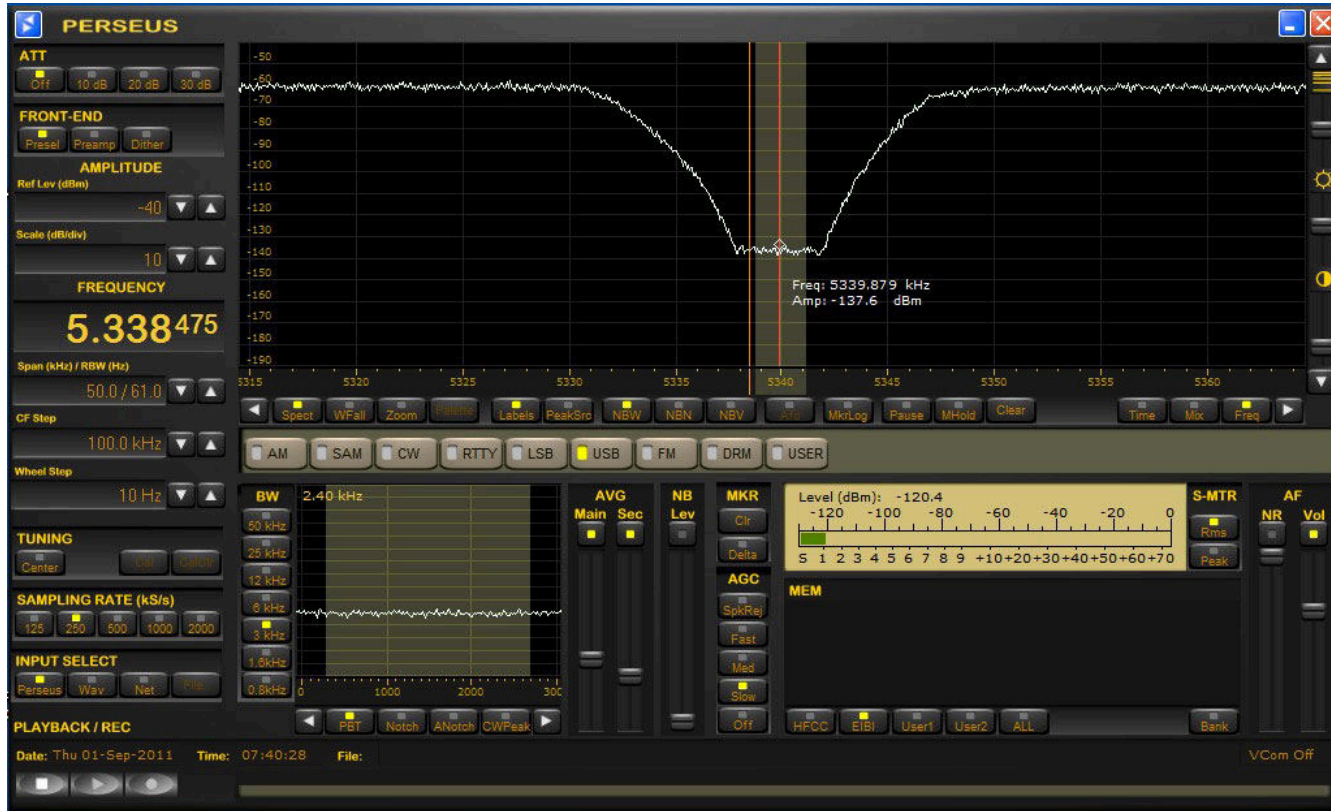 PERSEUS
ATT
Off 10 dB 20 dB 30 dB
FRONT-END
Presel Preamp Dither
AMPLITUDE
Ref Lev (dBm)
-40
Scale (dB/div)
10
FREQUENCY
5.338475
Span (kHz) / RBW (Hz)
50.0 / 61.0
CF Step
100.0 kHz
Wheel Step
10 Hz
TUNING
Center
SAMPLING RATE (kS/s)
125 250 500 1000 2000
INPUT SELECT
Perseus Wav Net File
PLAYBACK / REC
-50
-60
-70
-80
-90
-100
-110
-120
-130
-140
-150
-160
-170
-180
-190
Freq: 5339.879 kHz
Amp: -137.6 dBm
5315 5320 5325 5330 5335 5340 5345 5350 5355 5360
Spect WFall Zoom Palette Labels PeakSrc NBW NBN NBV Afc MkrLog Pause MHold Clear Time Mix Freq
AM SAM CW RTTY LSB USB FM DRM USER
BW
50 kHz
25 kHz
12 kHz
6 kHz
3 kHz
1.6kHz
0.8kHz
2.40 kHz
0 1000 2000 300
PBT Notch ANotch CWPeak
AVG
Main Sec
NB
Lev
MKR
Clr
Delta
AGC
SpkRej
Fast
Med
Slow
Off
Level (dBm): -120.4
-120 -100 -80 -60 -40 -20 0
S 1 2 3 4 5 6 7 8 9 +10+20+30+40+50+60+70
S-MTR
Rms
Peak
AF
NR Vol
MEM
HFCC EIBI User1 User2 ALL Bank
Date: Thu 01-Sep-2011 Time: 07:40:28 File:
VCom Off